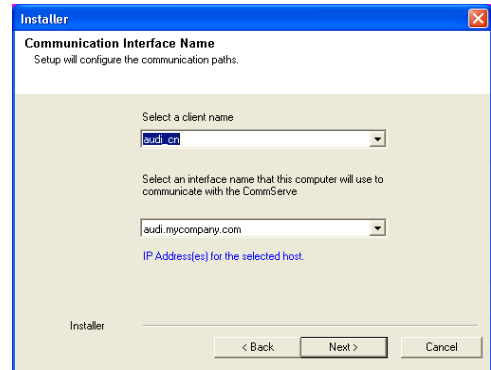 Installer
Communication Interface Name
Setup will configure the communication paths.
Select a client name
audi_cn
Select an interface name that this computer will use to
communicate with the CommServe
audi.mycompany.com
IP Address(es) for the selected host.
Installer
< Back Next > Cancel